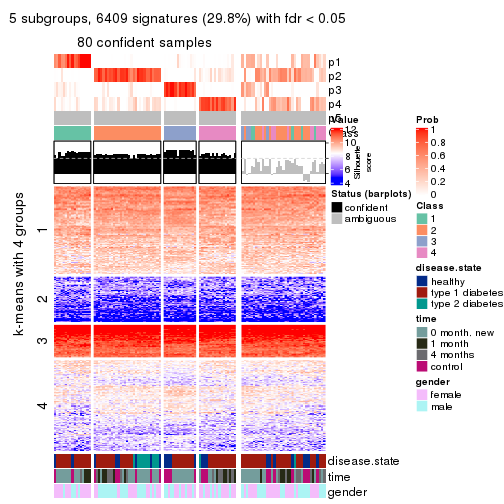 5 subgroups, 6409 signatures (29.8%) with fdr < 0.05
80 confident samples
p1
p2
p3
p4
p5
Class
Value
12
10
8
6
4
Silhouette
score
Status (barplots)
confident
ambiguous
k-means with 4 groups
1
2
3
4
Prob
1
0.8
0.6
0.4
0.2
0
Class
1
2
3
4
disease.state
healthy
type 1 diabetes
type 2 diabetes
time
0 month. new
1 month
4 months
control
gender
female
male
disease.state
time
gender